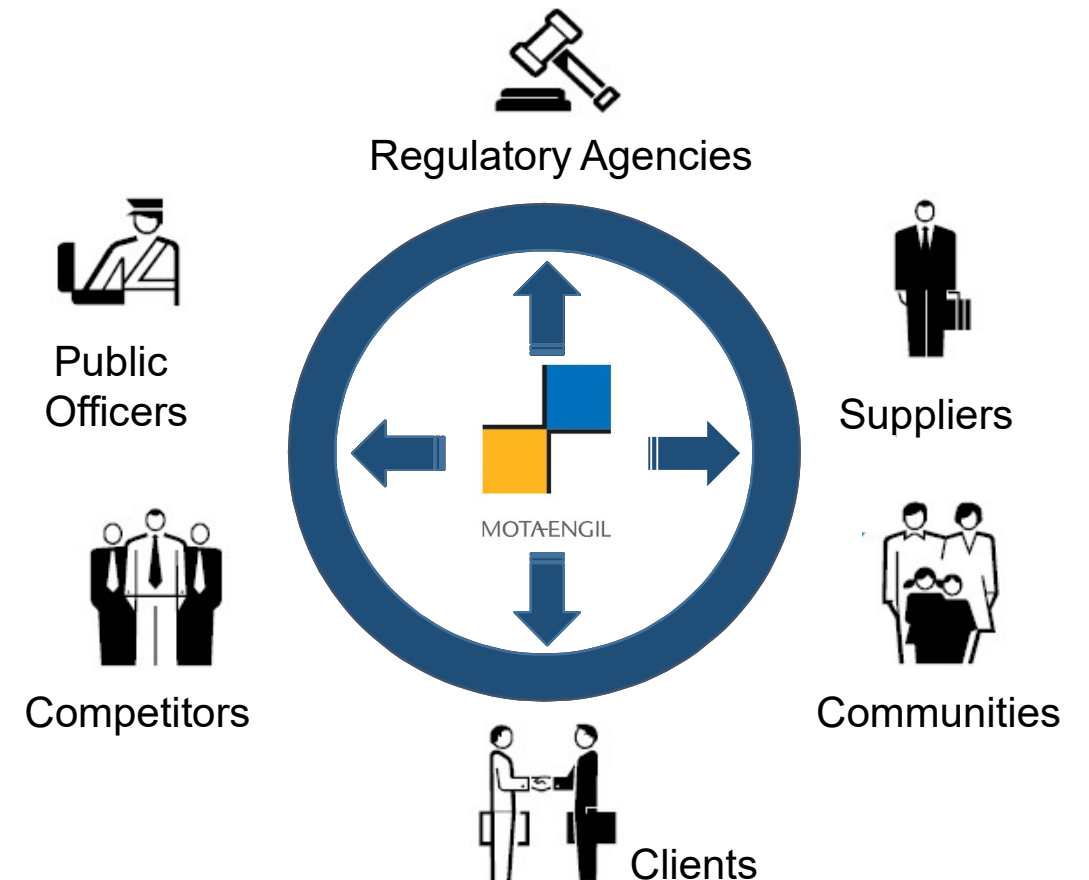 Regulatory Agencies
Public
Officers
Suppliers
MOTA-ENGIL
Competitors
Communities
Clients